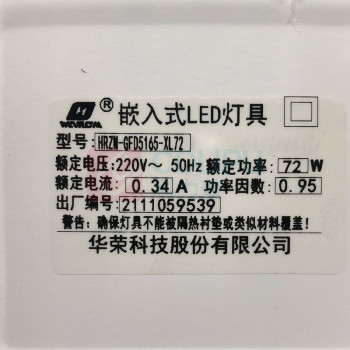 WAROM ® 嵌入式LED灯具
型号: HRZM-GFD5165-XL72
额定电压:220V~ 50Hz 额定功率: 72 W
额定电流: 0.34 A 功率因数: 0.95
出厂编号: 2111059539
警告: 确保灯具不能被隔热衬垫或类似材料覆盖!
华荣科技股份有限公司